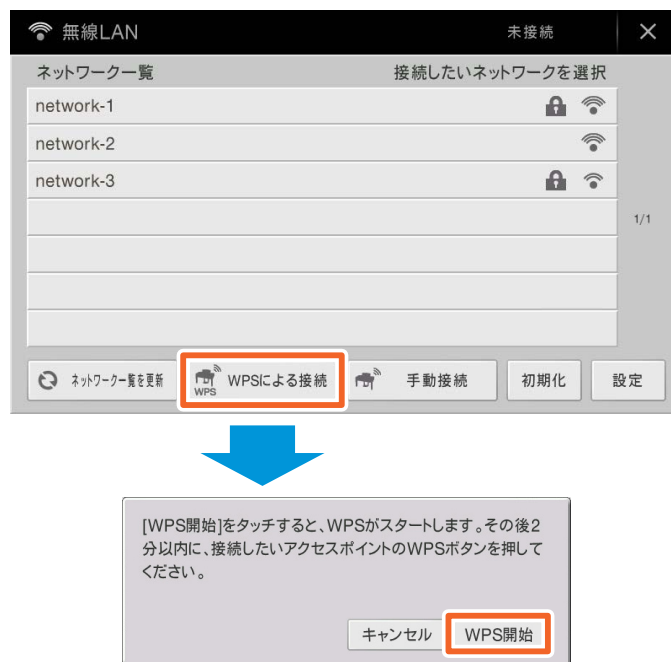 無線LAN 未接続
ネットワーク一覧 接続したいネットワークを選択
network-1
network-2
network-3
1/1
ネットワーク一覧を更新 WPS WPSによる接続 手動接続 初期化 設定
[WPS開始]をタッチすると、WPSがスタートします。その後2
分以内に、接続したいアクセスポイントのWPSボタンを押して
ください。
キャンセル WPS開始